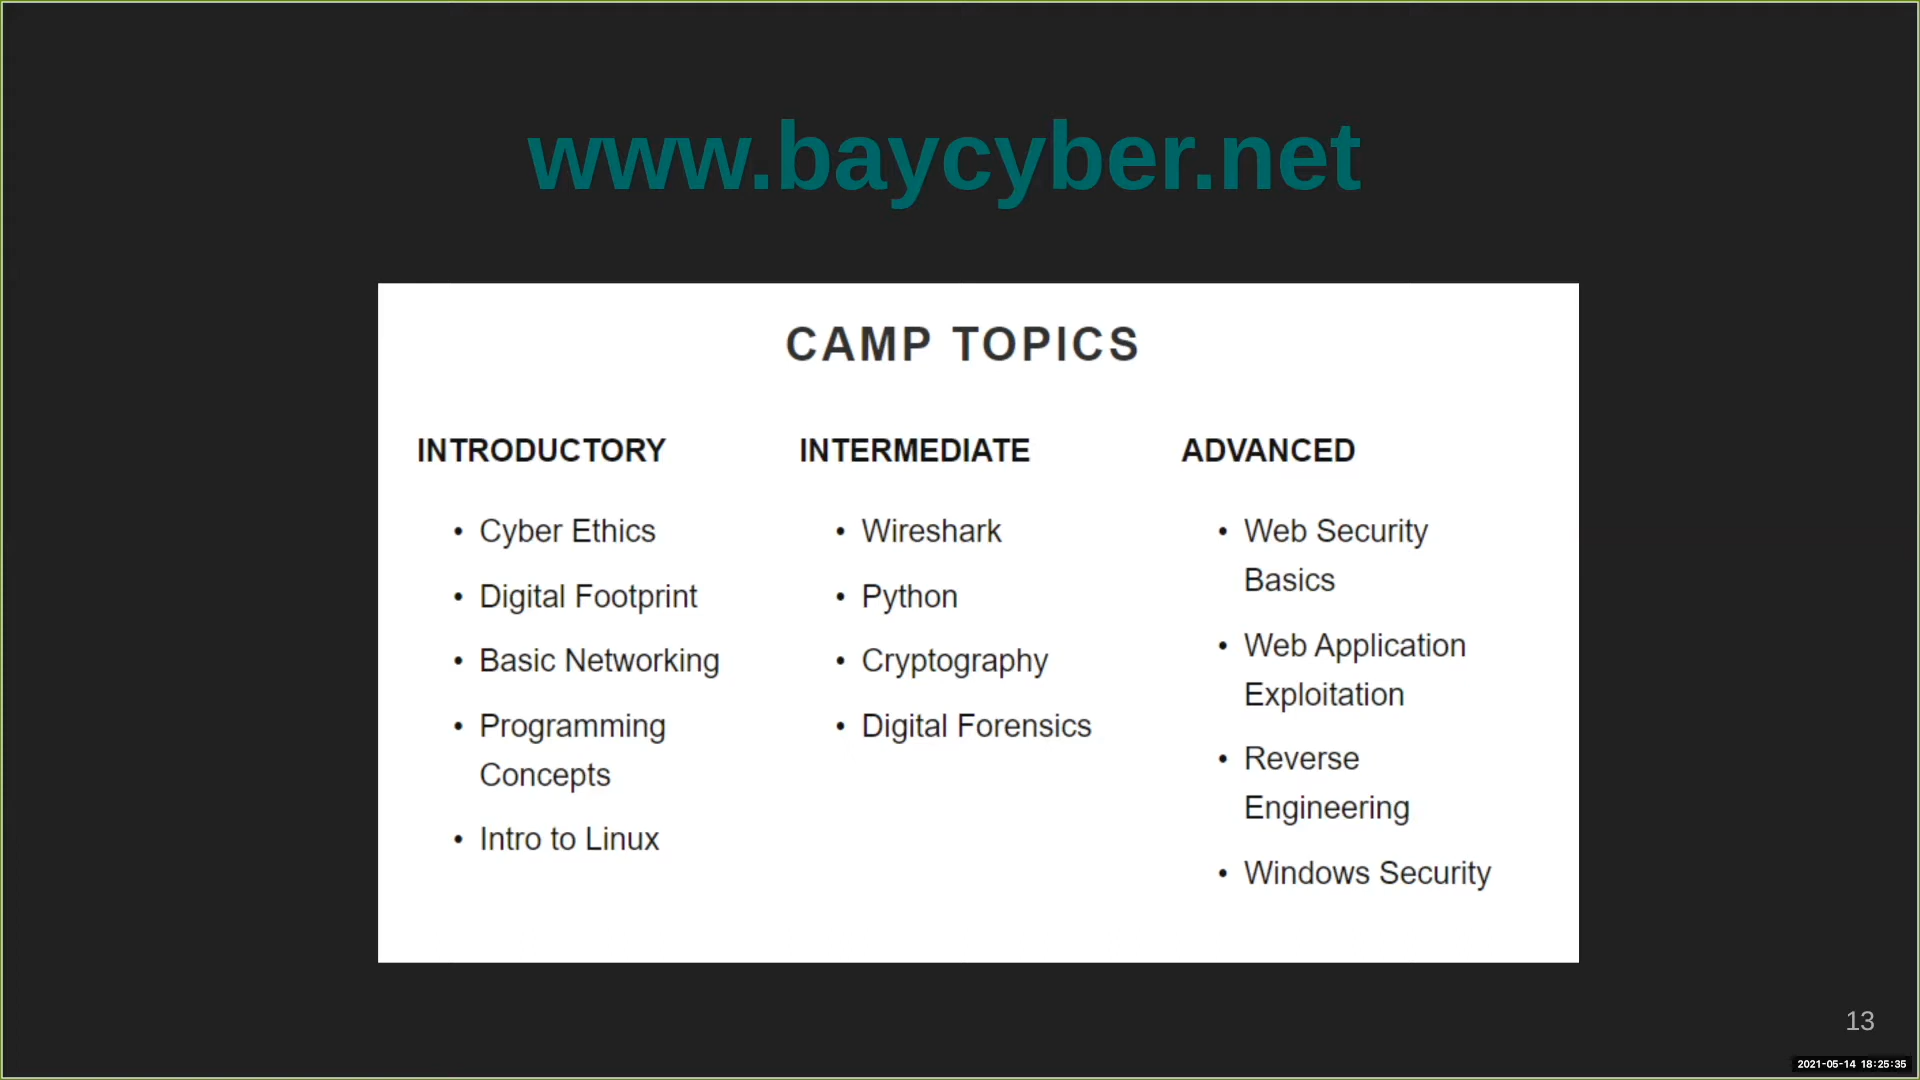 www.baycyber.net
CAMP TOPICS
INTRODUCTORY
• Cyber Ethics
• Digital Footprint
• Basic Networking
• Programming
Concepts
• Intro to Linux
INTERMEDIATE
• Wireshark
• Python
• Cryptography
• Digital Forensics
ADVANCED
• Web Security
Basics
• Web Application
Exploitation
• Reverse
Engineering
• Windows Security
13
2021-05-14 18:25:35